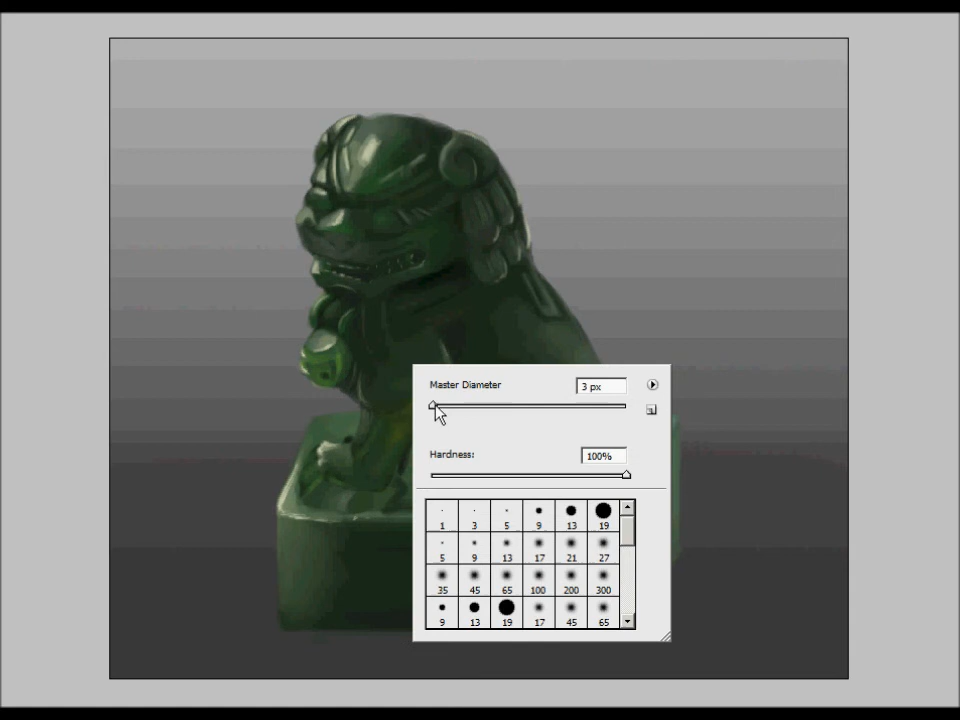 Master Diameter 3 px
Hardness: 100%
1 3 5 9 13 19
5 9 13 17 21 27
35 45 65 100 200 300
9 13 19 17 45 65